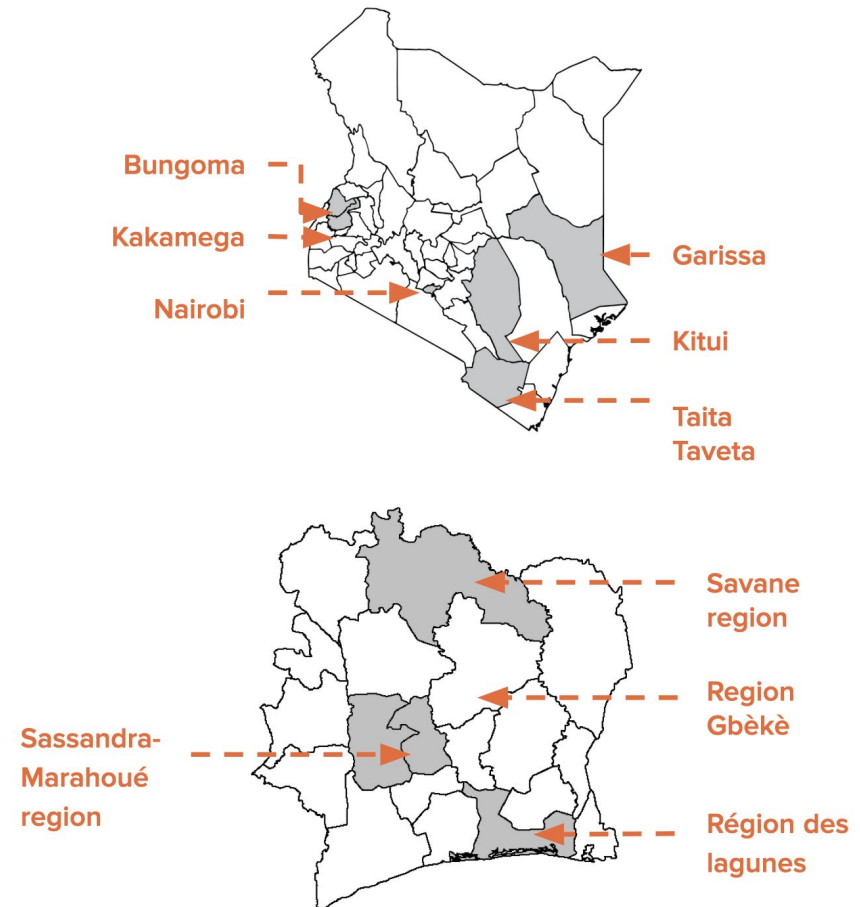 Bungoma
Kakamega
Nairobi
Garissa
Kitui
Taita
Taveta
Savane
region
Region
Gbèkè
Sassandra-
Marahoué
region
Région des
lagunes